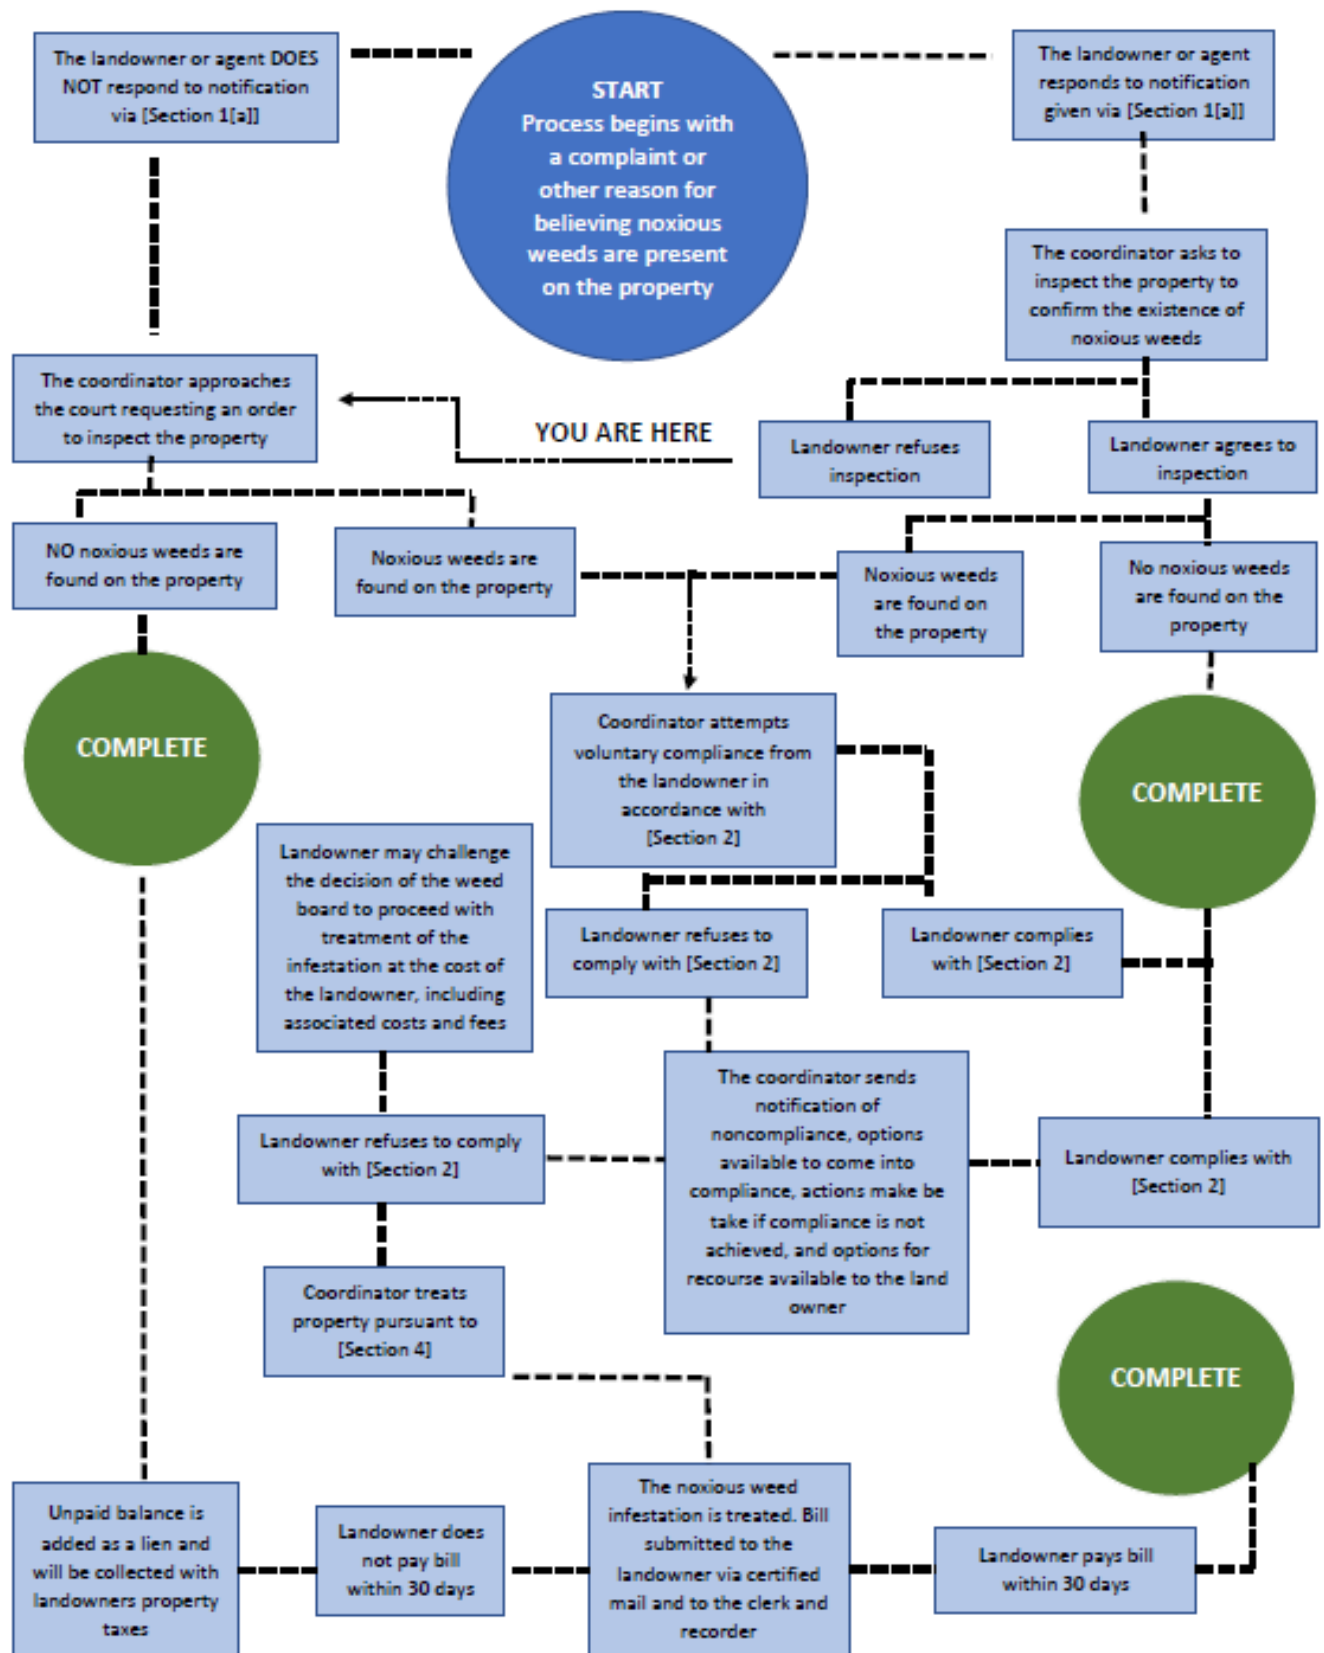 The landowner or agent DOES
NOT respond to notification
via [Section 1[a]]
START
Process begins with
a complaint or
other reason for
believing noxious
weeds are present
on the property
The landowner or agent
responds to notification
given via [Section 1[a]]
The coordinator asks to
inspect the property to
confirm the existence of
noxious weeds
The coordinator approaches
the court requesting an order
to inspect the property
YOU ARE HERE
Landowner refuses
inspection
Landowner agrees to
inspection
NO noxious weeds are
found on the property
Noxious weeds are
found on the property
Noxious weeds
are found on
the property
No noxious weeds
are found on the
property
COMPLETE
Coordinator attempts
voluntary compliance from
the landowner in
accordance with
[Section 2]
COMPLETE
Landowner may challenge
the decision of the weed
board to proceed with
treatment of the
infestation at the cost of
the landowner, including
associated costs and fees
Landowner refuses to
comply with [Section 2]
Landowner complies
with [Section 2]
Landowner refuses to comply
with [Section 2]
The coordinator sends
notification of
noncompliance, options
available to come into
compliance, actions make be
take if compliance is not
achieved, and options for
recourse available to the land
owner
Landowner complies with
[Section 2]
Coordinator treats
property pursuant to
[Section 4]
COMPLETE
Unpaid balance is
added as a lien and
will be collected with
landowners property
taxes
Landowner does
not pay bill
within 30 days
The noxious weed
infestation is treated. Bill
submitted to the
landowner via certified
mail and to the clerk and
recorder
Landowner pays bill
within 30 days